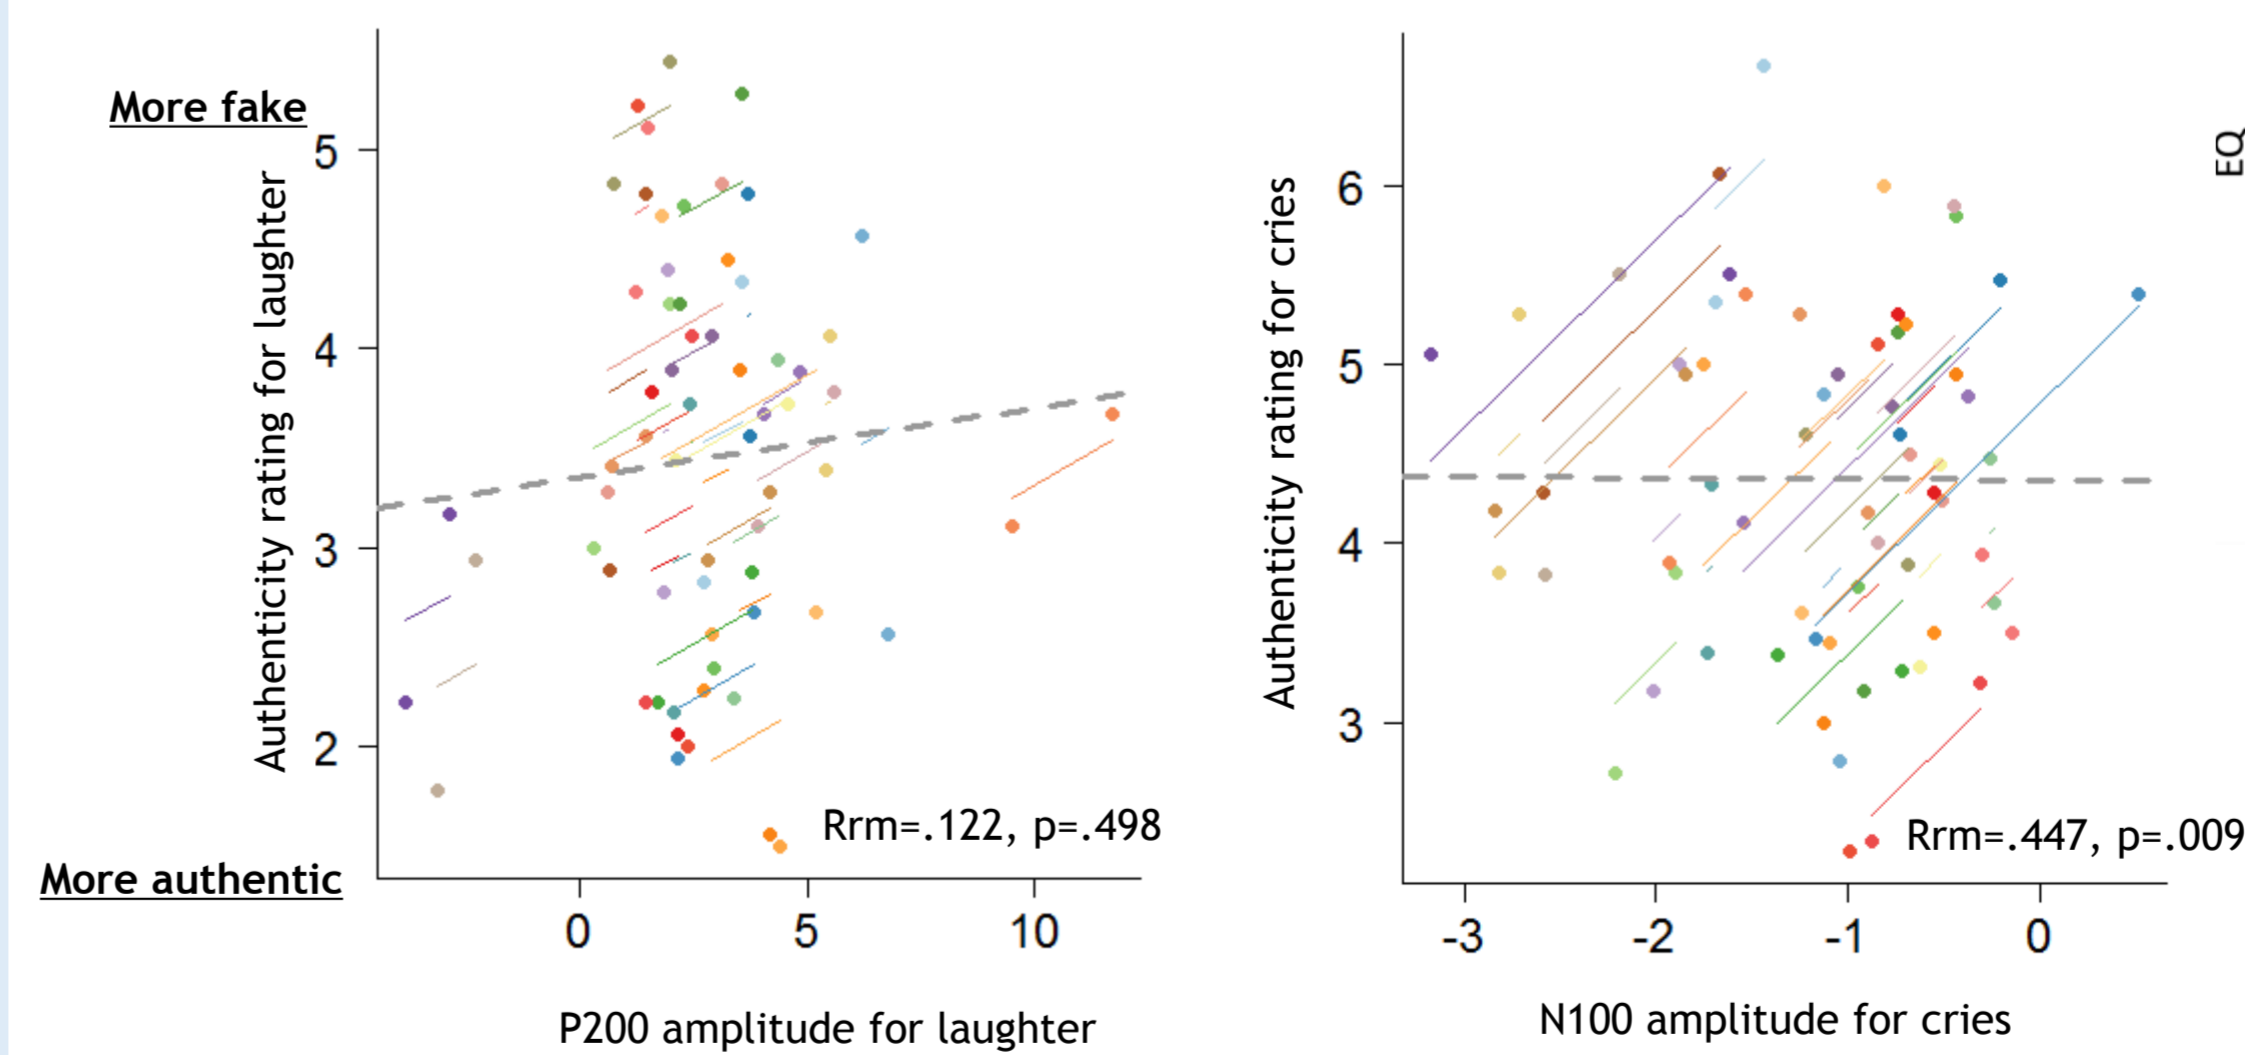 More fake
Authenticity rating for laughter
5
4
3
2
More authentic
Rrm=.122, p=.498
0 5 10
P200 amplitude for laughter
Authenticity rating for cries
6
5
4
3
Rrm=.447, p=.009
-3 -2 -1 0
N100 amplitude for cries
EQ